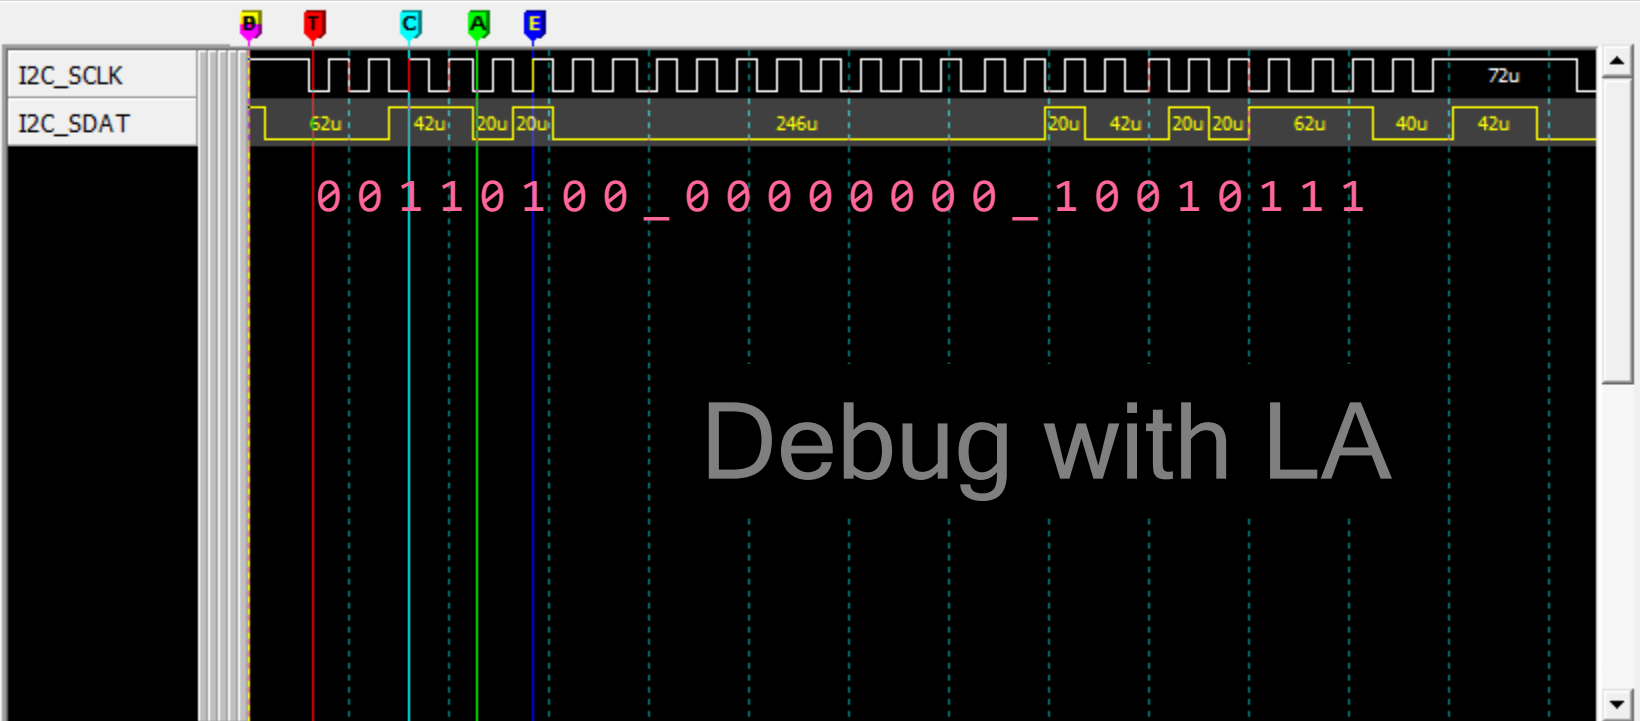 B T C A E
I2C_SCLK 72u
I2C_SDAT 62u 42u 20u 20u 246u 20u 42u 20u 20u 62u 40u 42u
00110100_00000000_10010111
Debug with LA